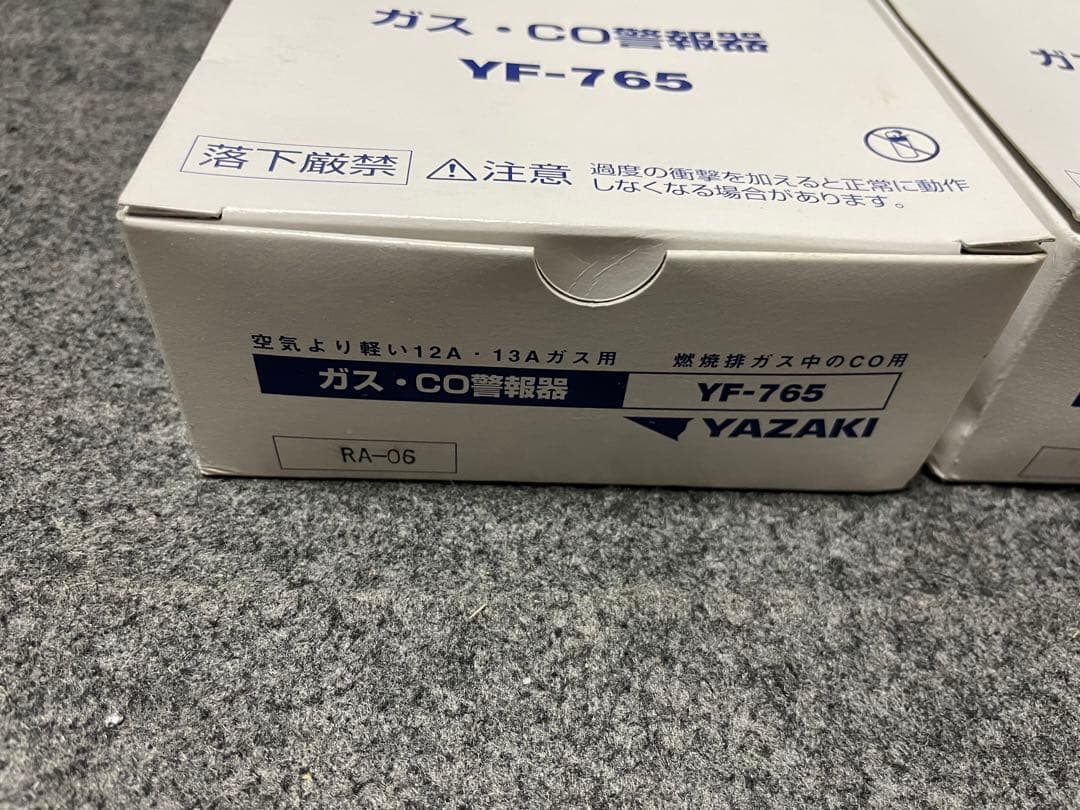 ガス・CO警報器
YF-765
落下厳禁
注意
過度の衝撃を加えると正常に動作
しなくなる場合があります。
空気より軽い12A・13Aガス用
燃焼排ガス中のCO用
ガス・CO警報器
YF-765
YAZAKI
RA-06
ガ